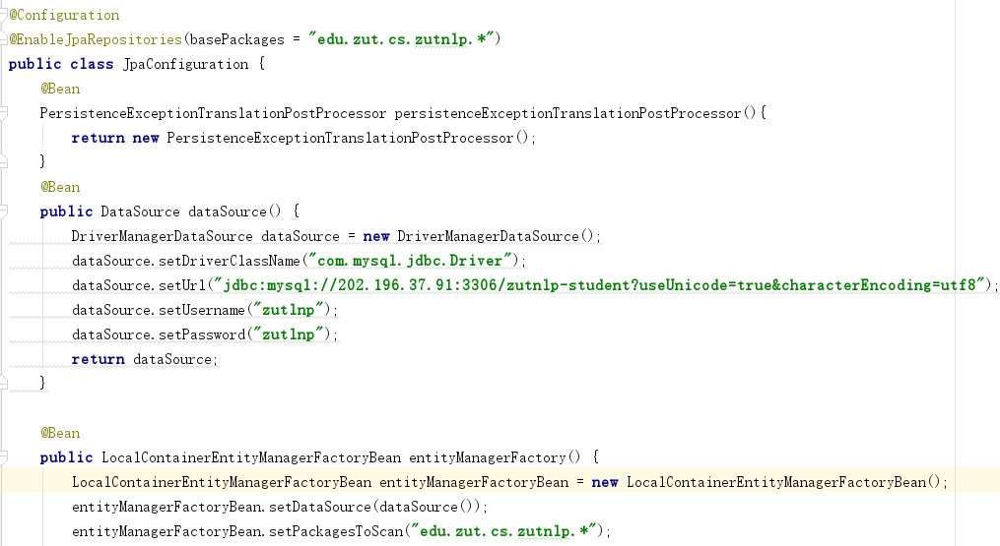 @Configuration
@EnableJpaRepositories(basePackages = "edu.zut.cs.zutnlp.*")
public class JpaConfiguration {
    @Bean
    PersistenceExceptionTranslationPostProcessor persistenceExceptionTranslationPostProcessor(){
        return new PersistenceExceptionTranslationPostProcessor();
    }
    @Bean
    public DataSource dataSource() {
        DriverManagerDataSource dataSource = new DriverManagerDataSource();
        dataSource.setDriverClassName("com.mysql.jdbc.Driver");
        dataSource.setUrl("jdbc:mysql://202.196.37.91:3306/zutnlp-student?useUnicode=true&characterEncoding=utf8");
        dataSource.setUsername("zutlnp");
        dataSource.setPassword("zutlnp");
        return dataSource;
    }
    @Bean
    public LocalContainerEntityManagerFactoryBean entityManagerFactory() {
        LocalContainerEntityManagerFactoryBean entityManagerFactoryBean = new LocalContainerEntityManagerFactoryBean();
        entityManagerFactoryBean.setDataSource(dataSource());
        entityManagerFactoryBean.setPackagesToScan("edu.zut.cs.zutnlp.*");